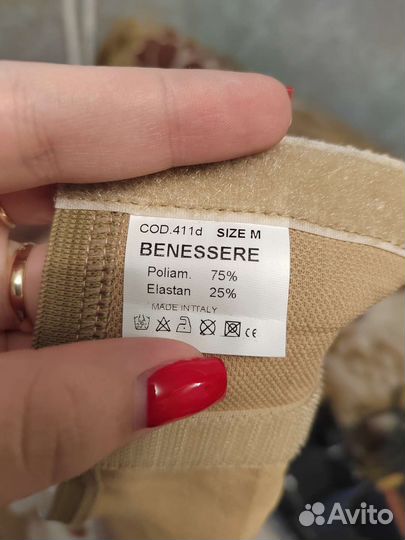 COD.411d SIZE M
BENESSERE
Poliam. 75%
Elastan 25%
MADE IN ITALY
CE
Avito